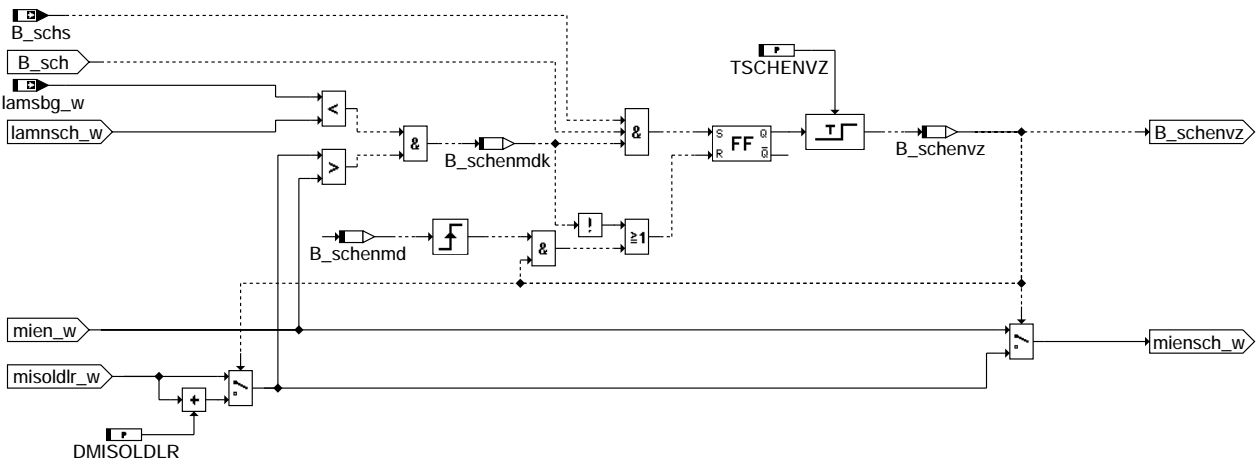 B_schs
B_sch
P
TSCHENVZ
lamsbg_w
<
lamnsch_w
&
B_schenmdk
&
S Q
FF
R Q̅
T
B_schenvz
B_schenvz
>
B_schenmd
&
!
≧1
mien_w
miensch_w
misoldlr_w
+
P
DMISOLDLR